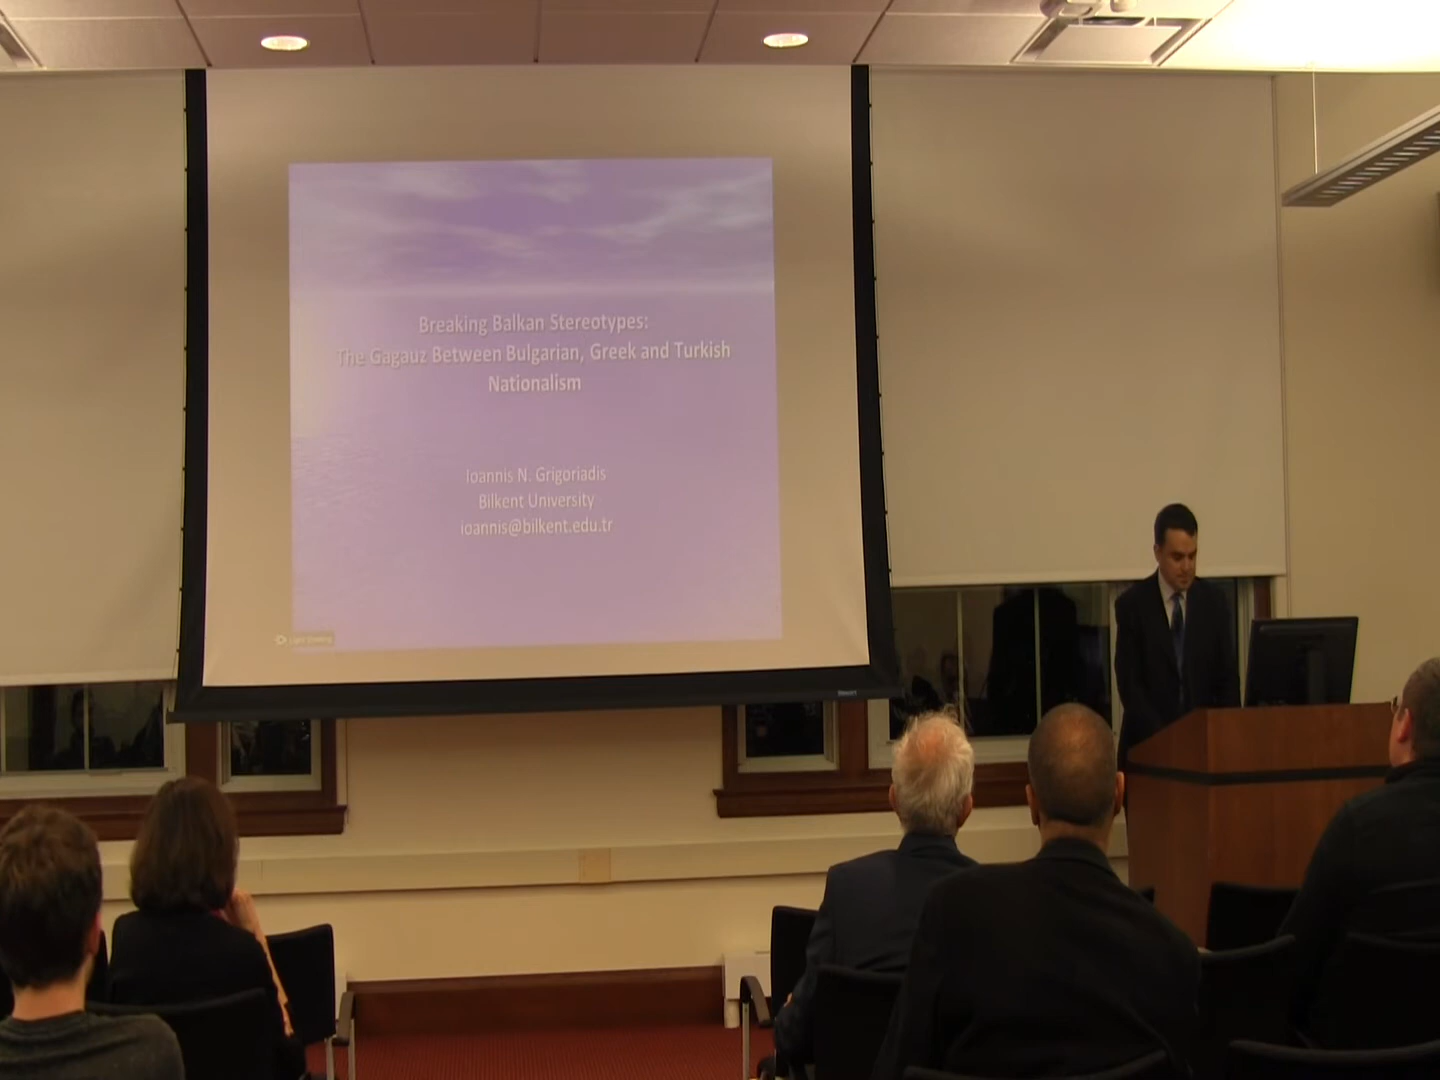 Breaking Balkan Stereotypes:
The Gagauz Between Bulgarian, Greek and Turkish
Nationalism
Ioannis N. Grigoriadis
Bilkent University
ioannis@bilkent.edu.tr